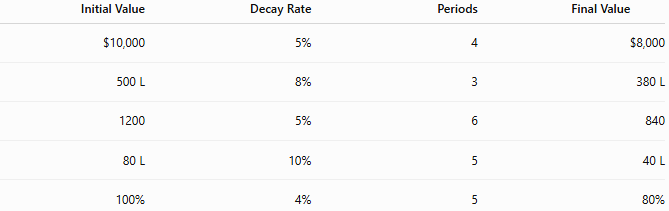 Initial Value Decay Rate Periods Final Value
$10,000 5% 4 $8,000
500 L 8% 3 380 L
1200 5% 6 840
80 L 10% 5 40 L
100% 4% 5 80%